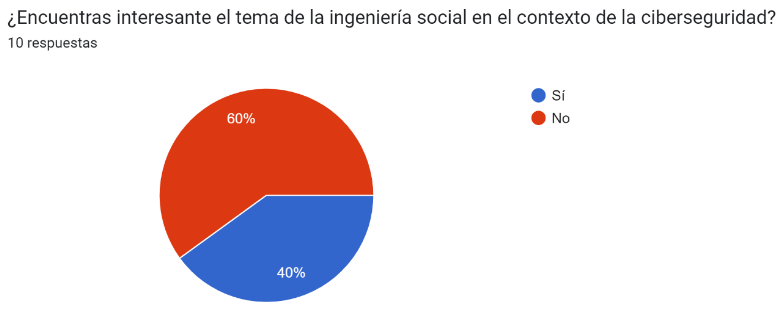 ¿Encuentras interesante el tema de la ingeniería social en el contexto de la ciberseguridad?
10 respuestas
Sí
No
60%
40%